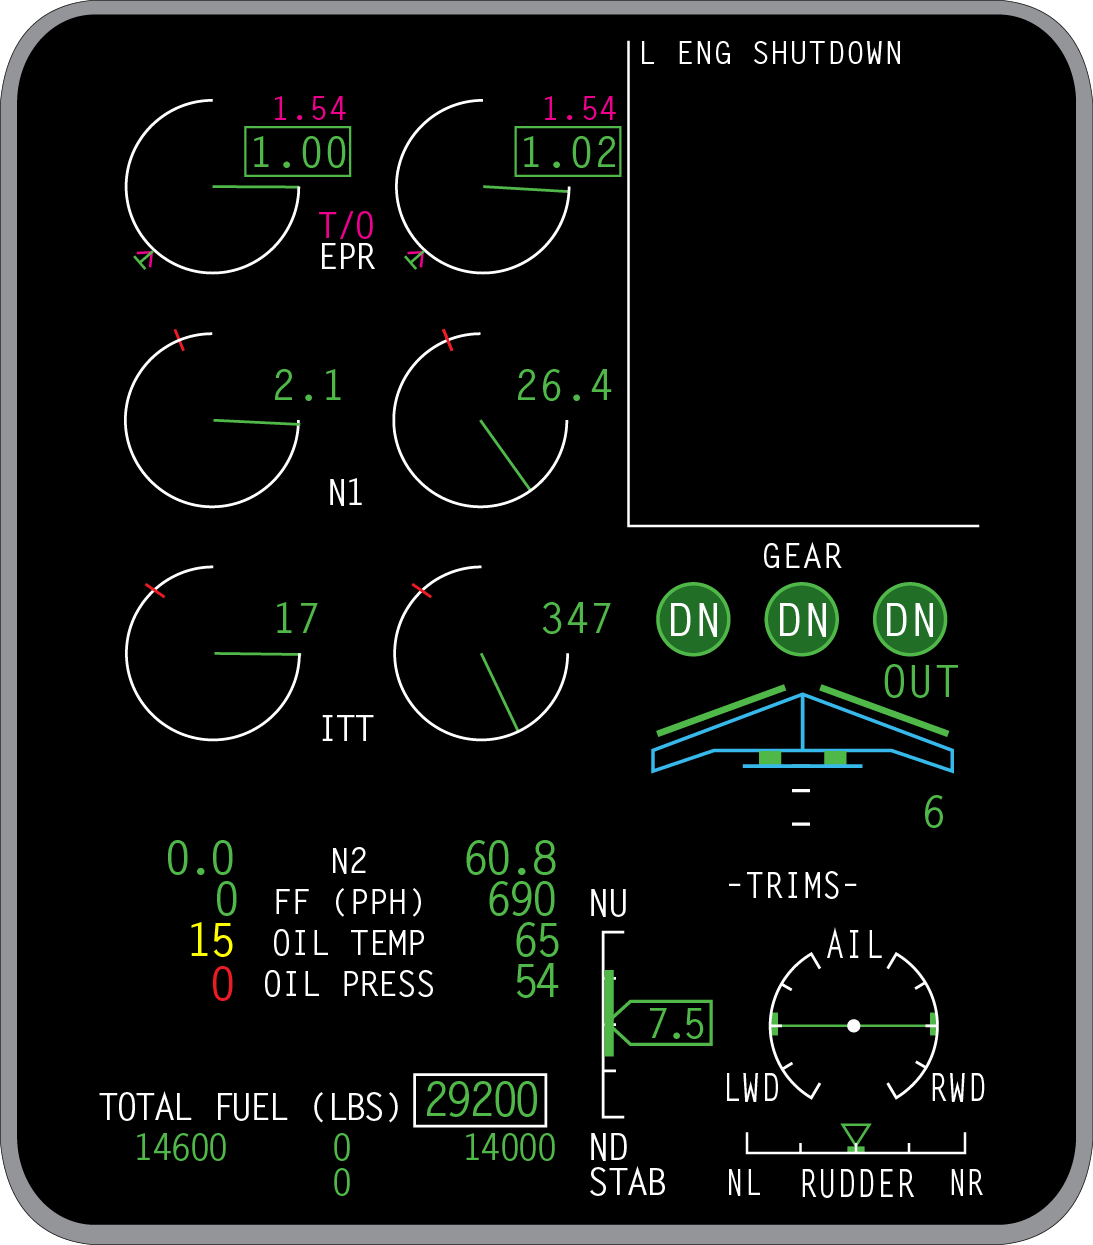 L ENG SHUTDOWN
1.54 1.54
1.00 1.02
T/O
EPR
2.1 26.4
N1
GEAR
17 347
DN DN DN
OUT
ITT
6
0.0 N2 60.8
0 FF (PPH) 690
15 OIL TEMP 65
0 OIL PRESS 54
-TRIMS-
NU
AIL
7.5
LWD RWD
TOTAL FUEL (LBS) 29200
14600 0 14000
0
ND
STAB
NL RUDDER NR